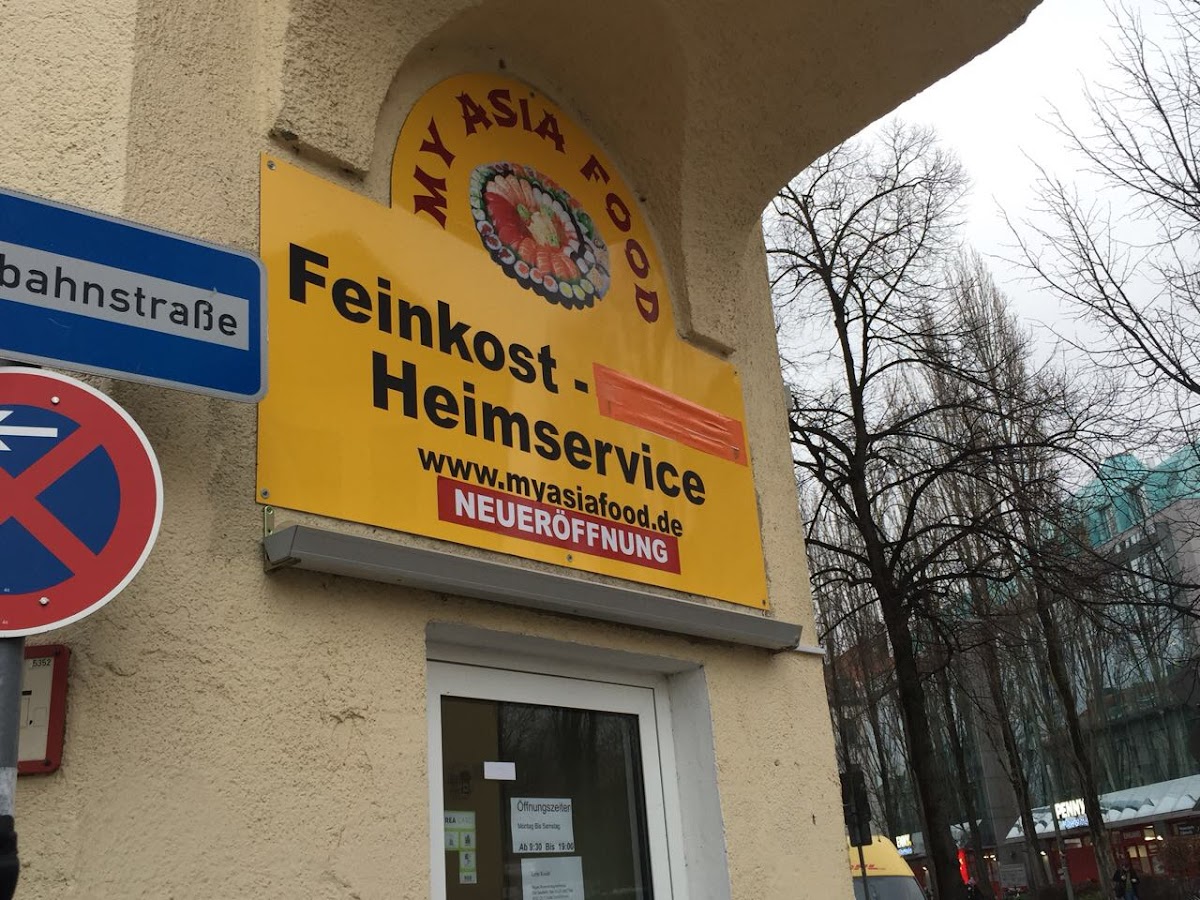 MY ASIA FOOD
Feinkost -
Heimservice
www.myasiafood.de
NEUERÖFFNUNG
bahnstraße
5352
Öffnungszeiten
Montag Bis Samstag
Ab 9:30 Bis 19:00
PENNY